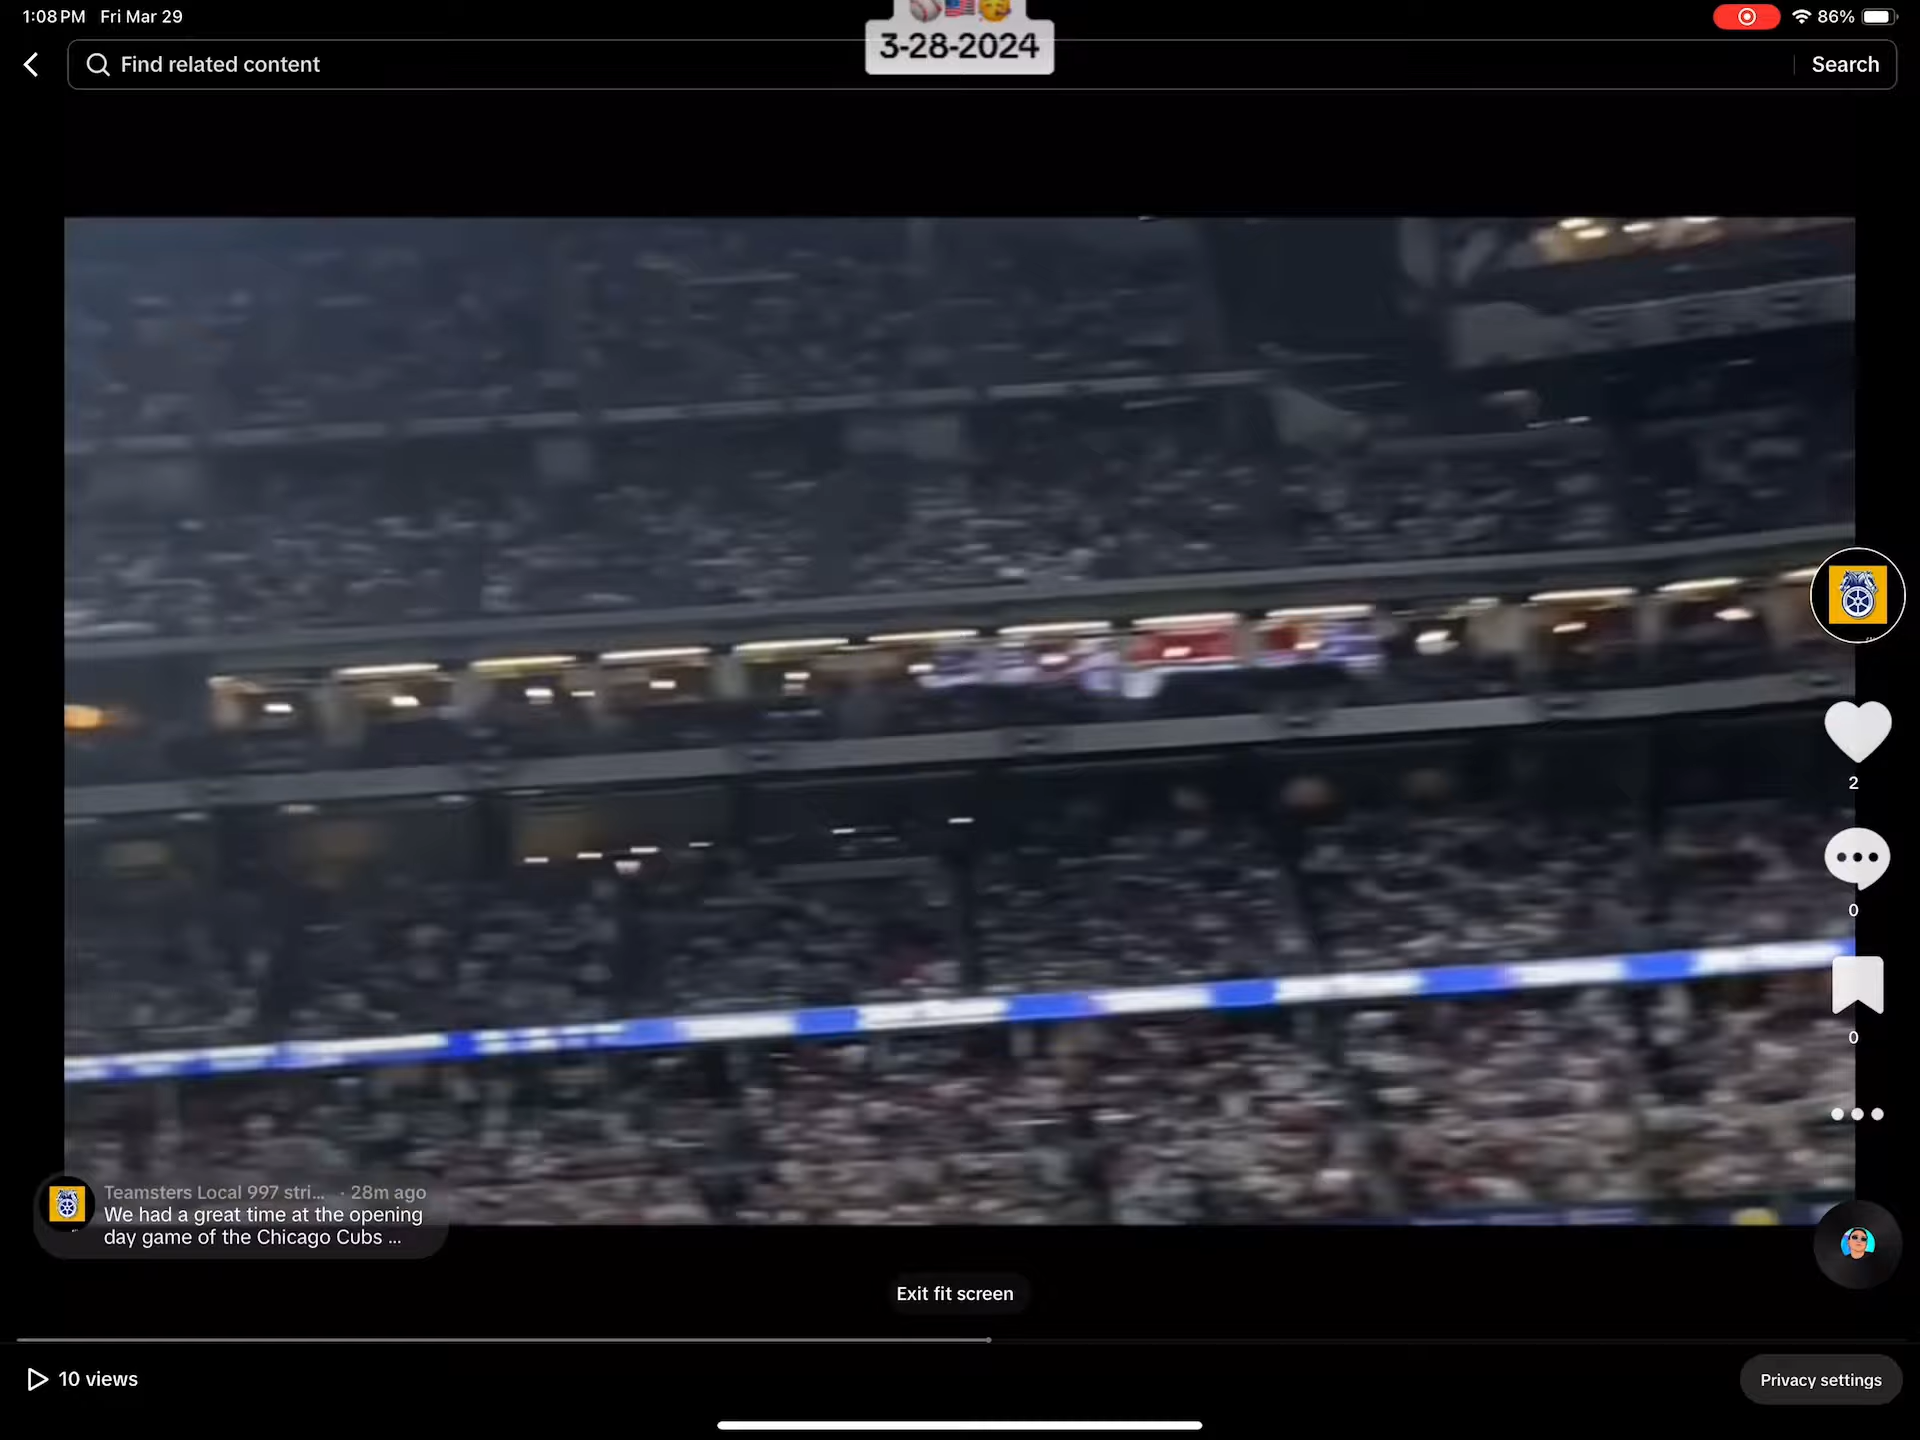 1:08 PM Fri Mar 29
86%
3-28-2024
Find related content
Search
2
0
0
Teamsters Local 997 stri... · 28m ago
We had a great time at the opening
day game of the Chicago Cubs ...
Exit fit screen
10 views
Privacy settings